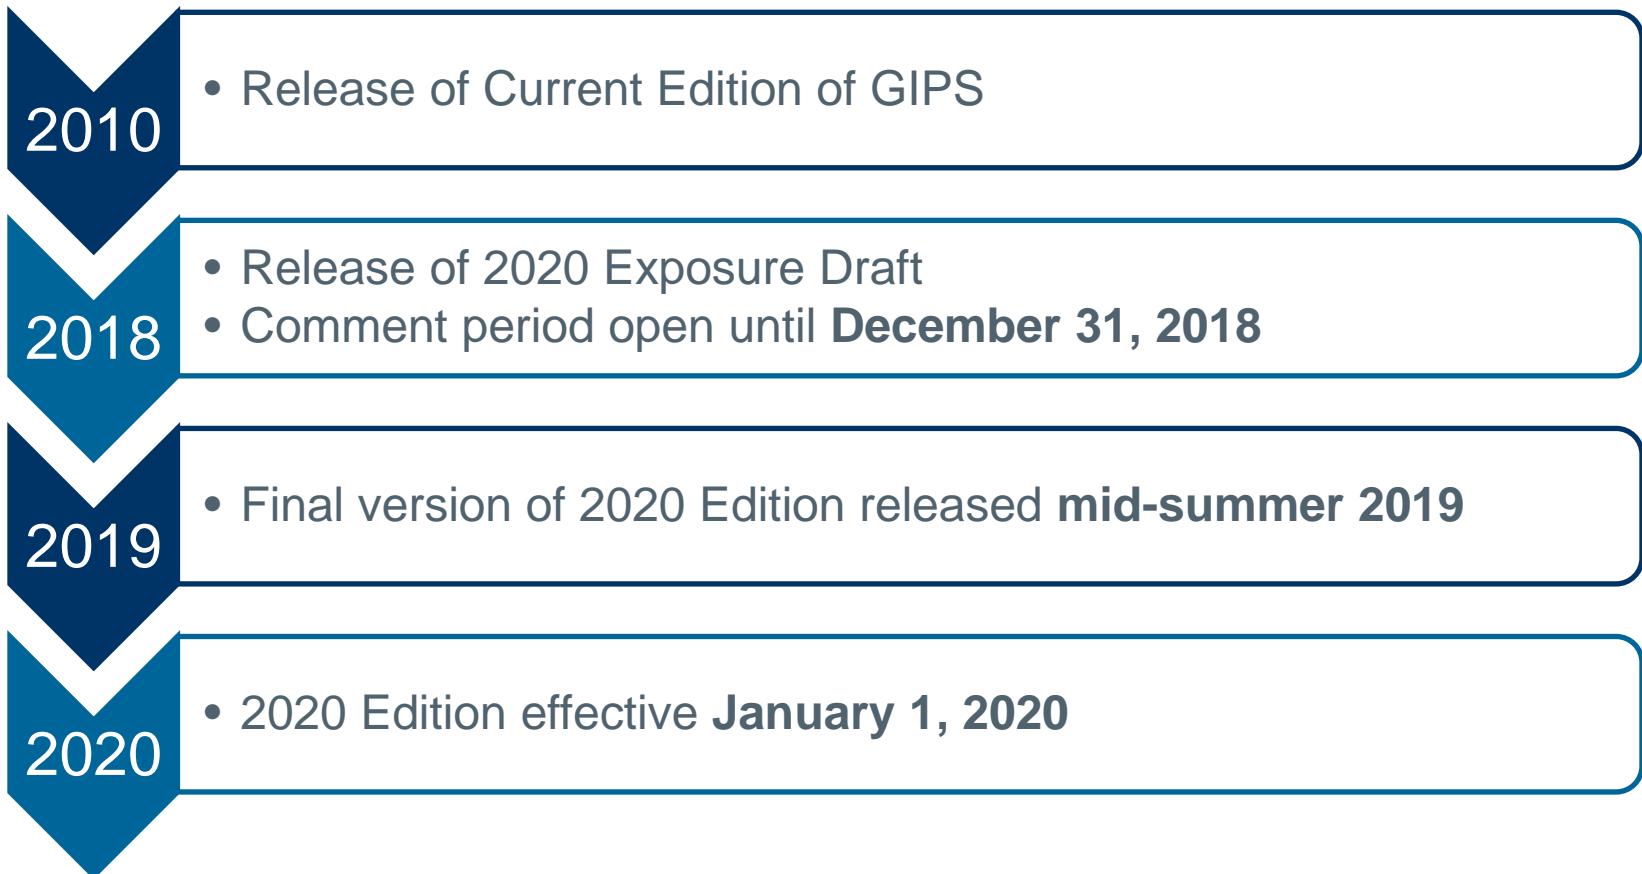 2010
• Release of Current Edition of GIPS
2018
• Release of 2020 Exposure Draft
• Comment period open until December 31, 2018
2019
• Final version of 2020 Edition released mid-summer 2019
2020
• 2020 Edition effective January 1, 2020